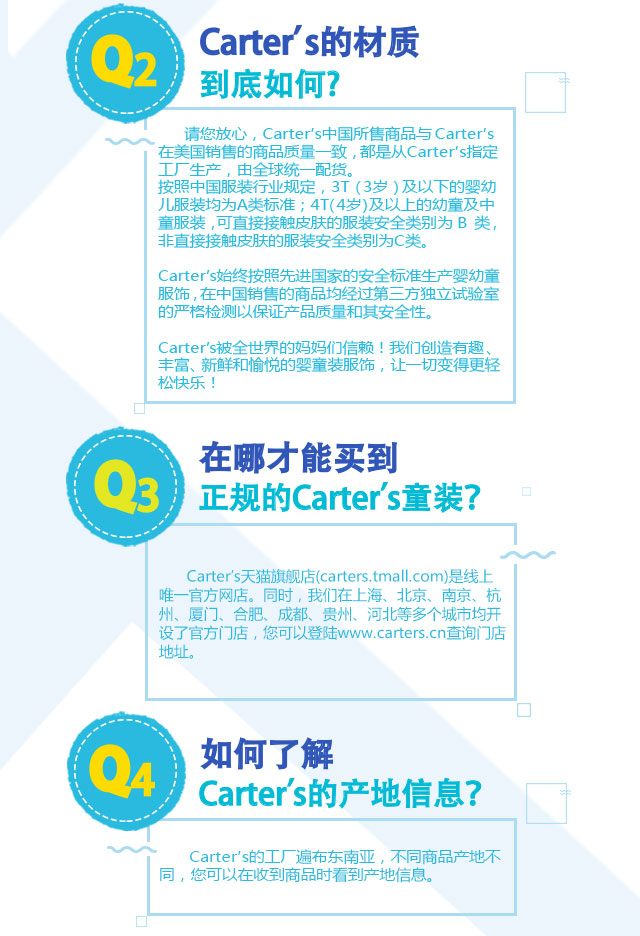 Q2
Carter's的材质
到底如何?
请您放心，Carter's中国所售商品与Carter's
在美国销售的商品质量一致，都是从Carter's指定
工厂生产，由全球统一配货。
按照中国服装行业规定，3T（3岁）及以下的婴幼
儿服装均为A类标准；4T(4岁)及以上的幼童及中
童服装，可直接接触皮肤的服装安全类别为 B 类，
非直接接触皮肤的服装安全类别为C类。
Carter's始终按照先进国家的安全标准生产婴幼童
服饰，在中国销售的商品均经过第三方独立试验室
的严格检测以保证产品质量和其安全性。
Carter's被全世界的妈妈们信赖！我们创造有趣、
丰富、新鲜和愉悦的婴童装服饰，让一切变得更轻
松快乐！
Q3
在哪才能买到
正规的Carter's童装?
Carter's天猫旗舰店(carters.tmall.com)是线上
唯一官方网店。同时，我们在上海、北京、南京、杭
州、厦门、合肥、成都、贵州、河北等多个城市均开
设了官方门店，您可以登陆www.carters.cn查询门店
地址。
Q4
如何了解
Carter's的产地信息?
Carter's的工厂遍布东南亚，不同商品产地不
同，您可以在收到商品时看到产地信息。